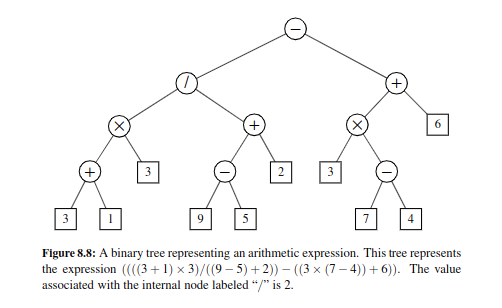 −
/ +
× + × 6
+ 3 − 2 3 −
3 1 9 5 7 4
Figure 8.8: A binary tree representing an arithmetic expression. This tree represents
the expression ((((3+1)×3)/((9−5)+2))−((3×(7−4))+6)). The value
associated with the internal node labeled “/” is 2.